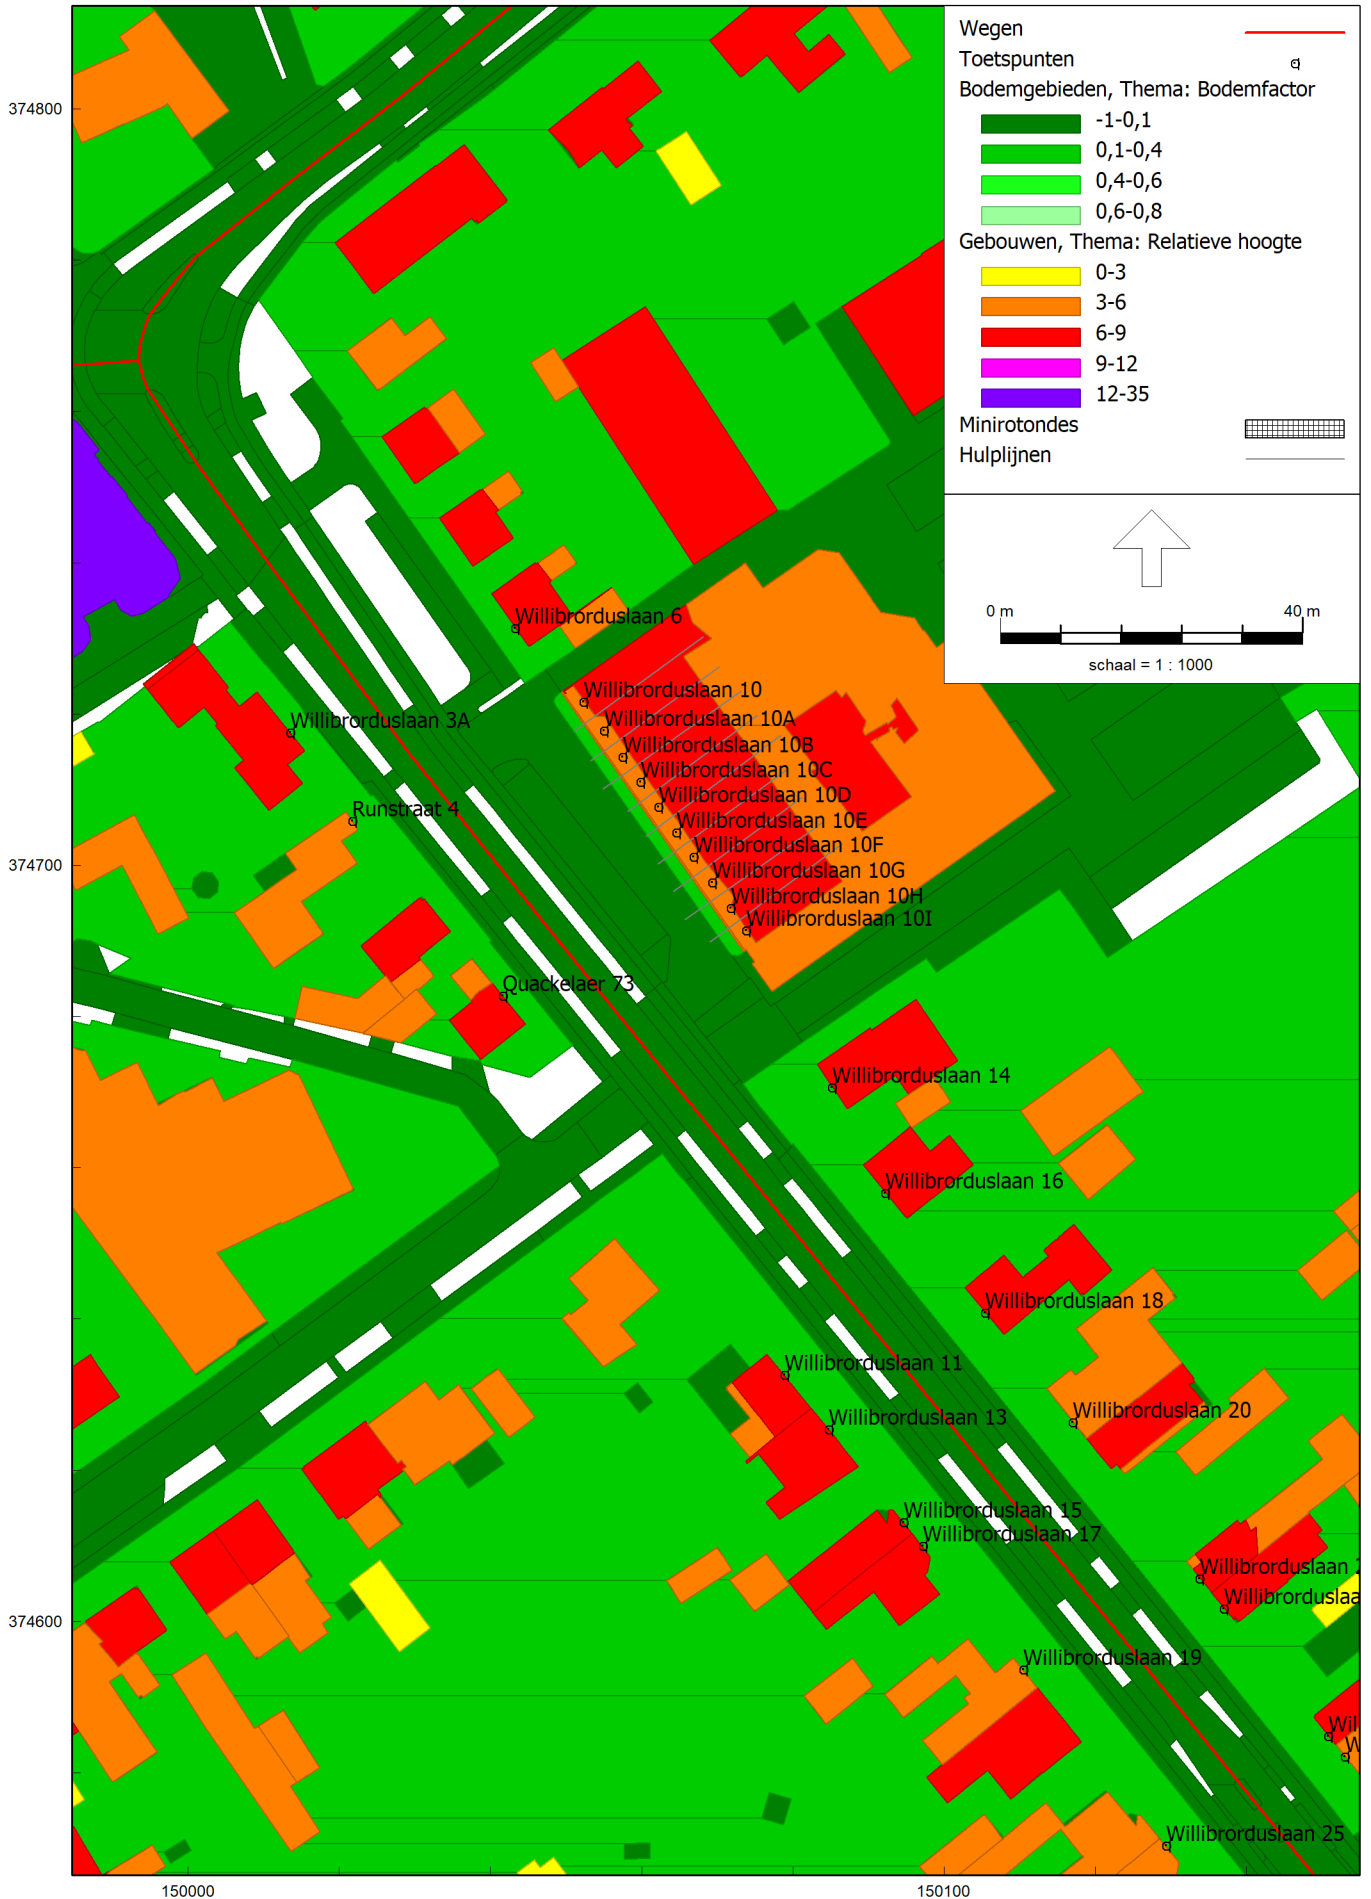 Wegen
Toetspunten
Bodemgebieden, Thema: Bodemfactor
-1-0,1
0,1-0,4
0,4-0,6
0,6-0,8
Gebouwen, Thema: Relatieve hoogte
0-3
3-6
6-9
9-12
12-35
Minirotondes
Hulplijnen
0 m 40 m
schaal = 1 : 1000
374800
Willibrorduslaan 6
Willibrorduslaan 10
Willibrorduslaan 10A
Willibrorduslaan 3A
Willibrorduslaan 10B
Willibrorduslaan 10C
Willibrorduslaan 10D
Runstraat 4
Willibrorduslaan 10E
Willibrorduslaan 10F
374700
Willibrorduslaan 10G
Willibrorduslaan 10H
Willibrorduslaan 10I
Quackelaer 73
Willibrorduslaan 14
Willibrorduslaan 16
Willibrorduslaan 18
Willibrorduslaan 11
Willibrorduslaan 20
Willibrorduslaan 13
Willibrorduslaan 15
Willibrorduslaan 17
Willibrorduslaan
Willibrorduslaa
374600
Willibrorduslaan 19
Wil
W
Willibrorduslaan 25
150000 150100